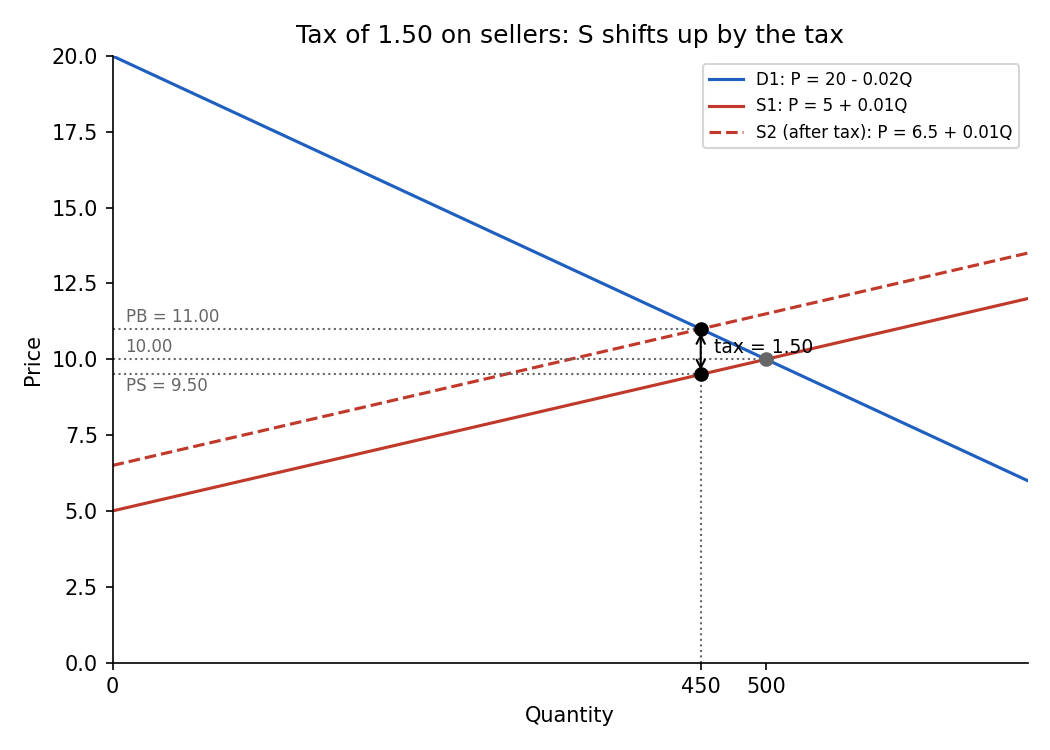 Tax of 1.50 on sellers: S shifts up by the tax
20.0
17.5
15.0
12.5
10.0
7.5
5.0
2.5
0.0
Price
D1: P = 20 - 0.02Q
S1: P = 5 + 0.01Q
S2 (after tax): P = 6.5 + 0.01Q
PB = 11.00
10.00
PS = 9.50
tax = 1.50
0
450
500
Quantity